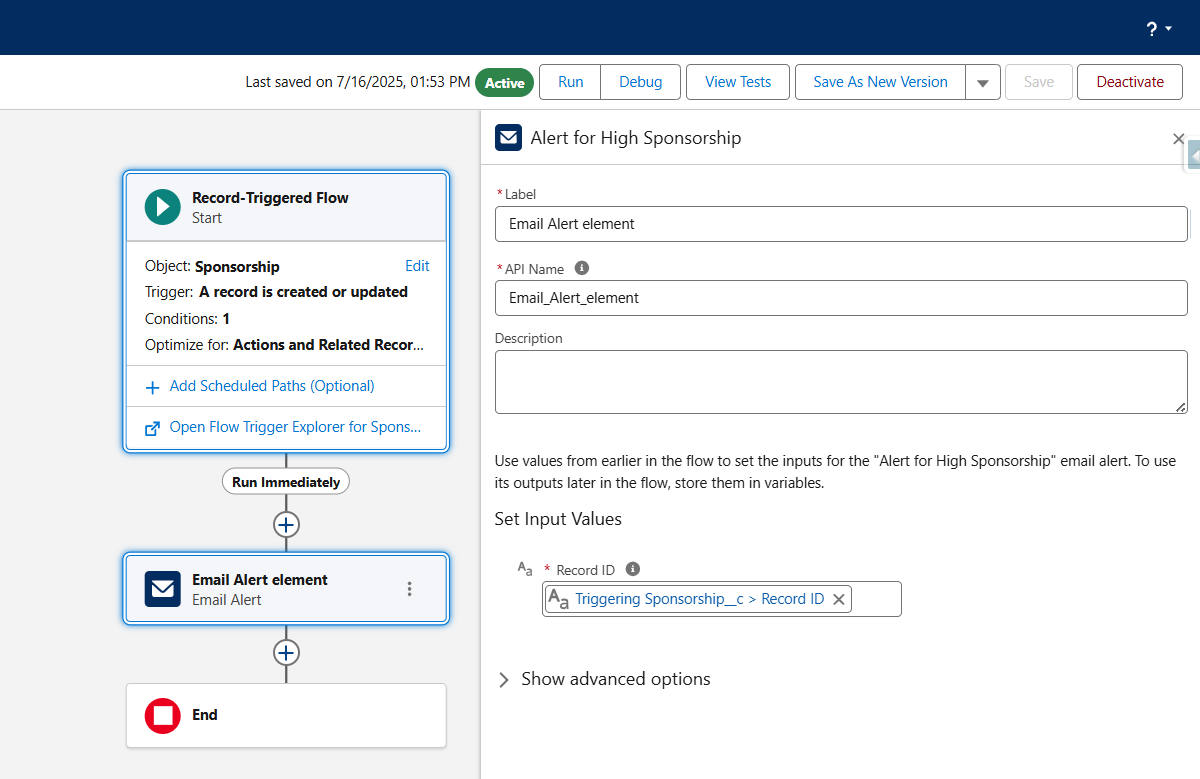 ?
Last saved on 7/16/2025, 01:53 PM Active Run Debug View Tests Save As New Version Save Deactivate
Record-Triggered Flow
Start
Object: Sponsorship Edit
Trigger: A record is created or updated
Conditions: 1
Optimize for: Actions and Related Recor...
Add Scheduled Paths (Optional)
Open Flow Trigger Explorer for Spons...
Run Immediately
Email Alert element
Email Alert
End
Alert for High Sponsorship
* Label
Email Alert element
* API Name
Email_Alert_element
Description
Use values from earlier in the flow to set the inputs for the "Alert for High Sponsorship" email alert. To use
its outputs later in the flow, store them in variables.
Set Input Values
Aa * Record ID
Aa Triggering Sponsorship__c > Record ID
Show advanced options